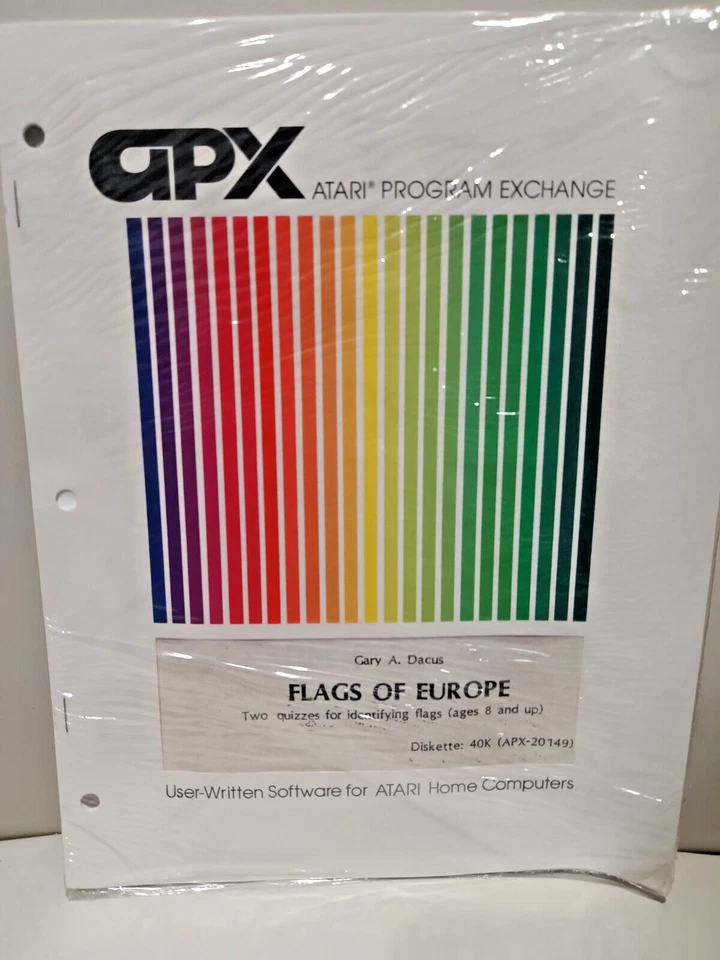 APX ATARI® PROGRAM EXCHANGE
Gary A. Dacus
FLAGS OF EUROPE
Two quizzes for identifying flags (ages 8 and up)
Diskette: 40K (APX-20149)
User-Written Software for ATARI Home Computers